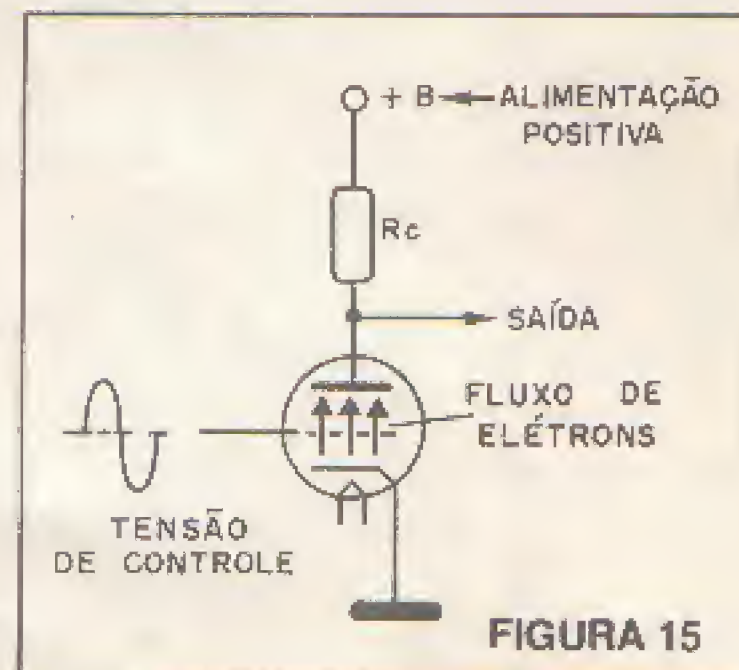 + B ALIMENTAÇÃO
POSITIVA
Rc
SAÍDA
FLUXO DE
ELÉTRONS
TENSÃO
DE CONTROLE
FIGURA 15